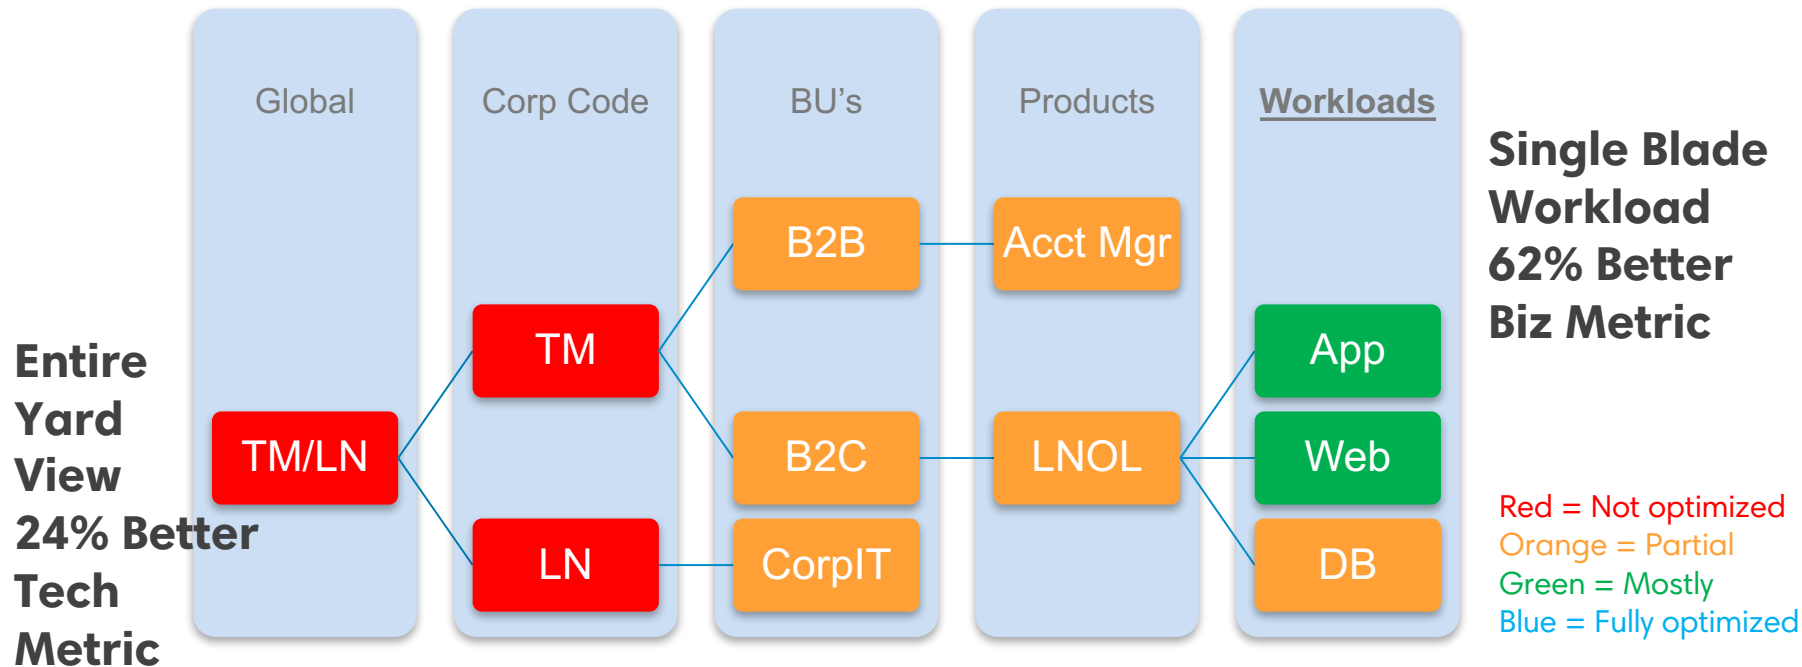 Global
Corp Code
BU's
Products
Workloads
Entire
Yard
View
24% Better
Tech
Metric
TM/LN
TM
LN
B2B
B2C
CorpIT
Acct Mgr
LNOL
App
Web
DB
Single Blade
Workload
62% Better
Biz Metric
Red = Not optimized
Orange = Partial
Green = Mostly
Blue = Fully optimized